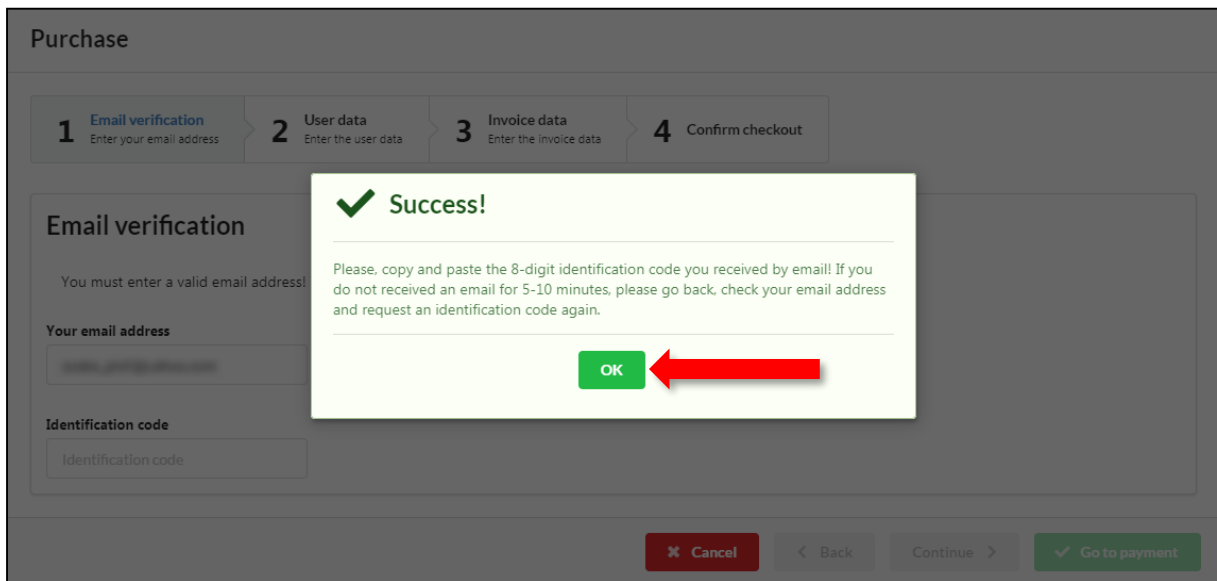 Purchase
1
Email verification
Enter your email address
2
User data
Enter the user data
3
Invoice data
Enter the invoice data
4
Confirm checkout
Success!
Please, copy and paste the 8-digit identification code you received by email! If you
do not received an email for 5-10 minutes, please go back, check your email address
and request an identification code again.
OK
Email verification
You must enter a valid email address!
Your email address
Identification code
Identification code
Cancel
Back
Continue
Go to payment